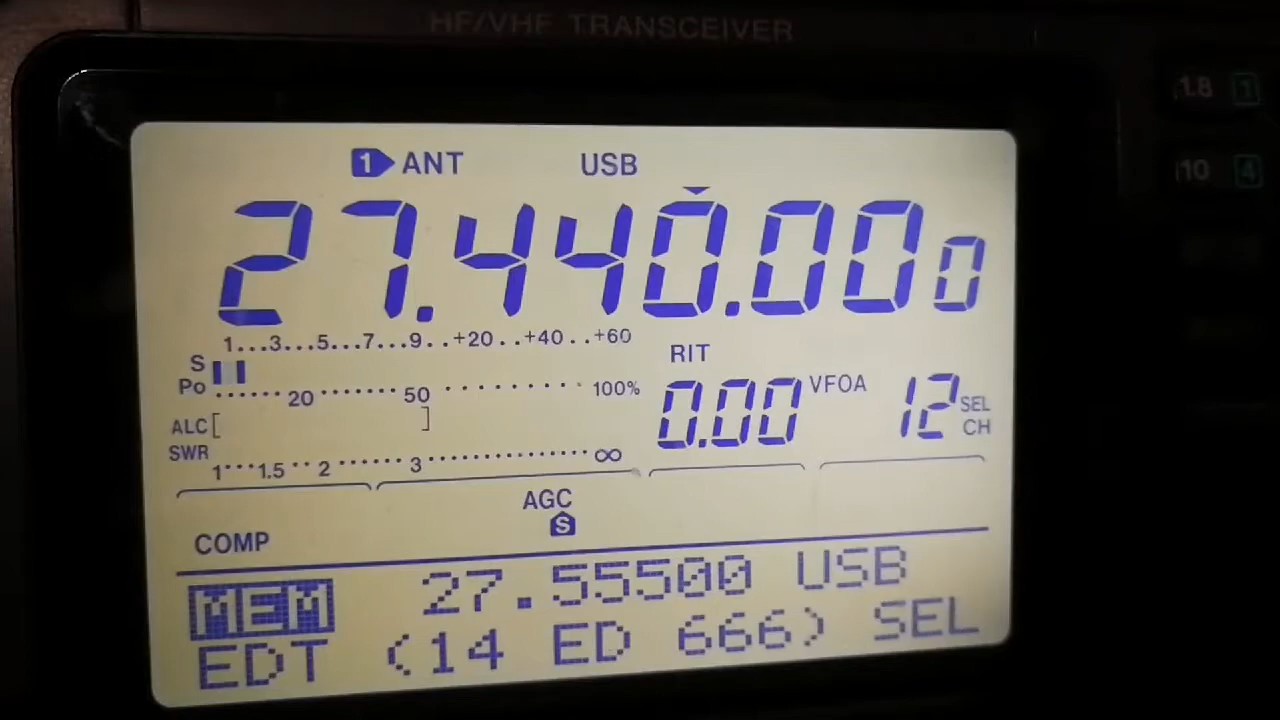 HF/VHF TRANSCEIVER
1.8 1
10 4
1 ANT USB
27.440.000
1...3...5...7...9..+20..+40..+60
S
Po 20 50 100%
RIT
0.00 VFOA 12 SEL CH
ALC [ ]
SWR 1 1.5 2 3 ∞
AGC
S
COMP
MEM 27.55500 USB
EDT (14 ED 666) SEL